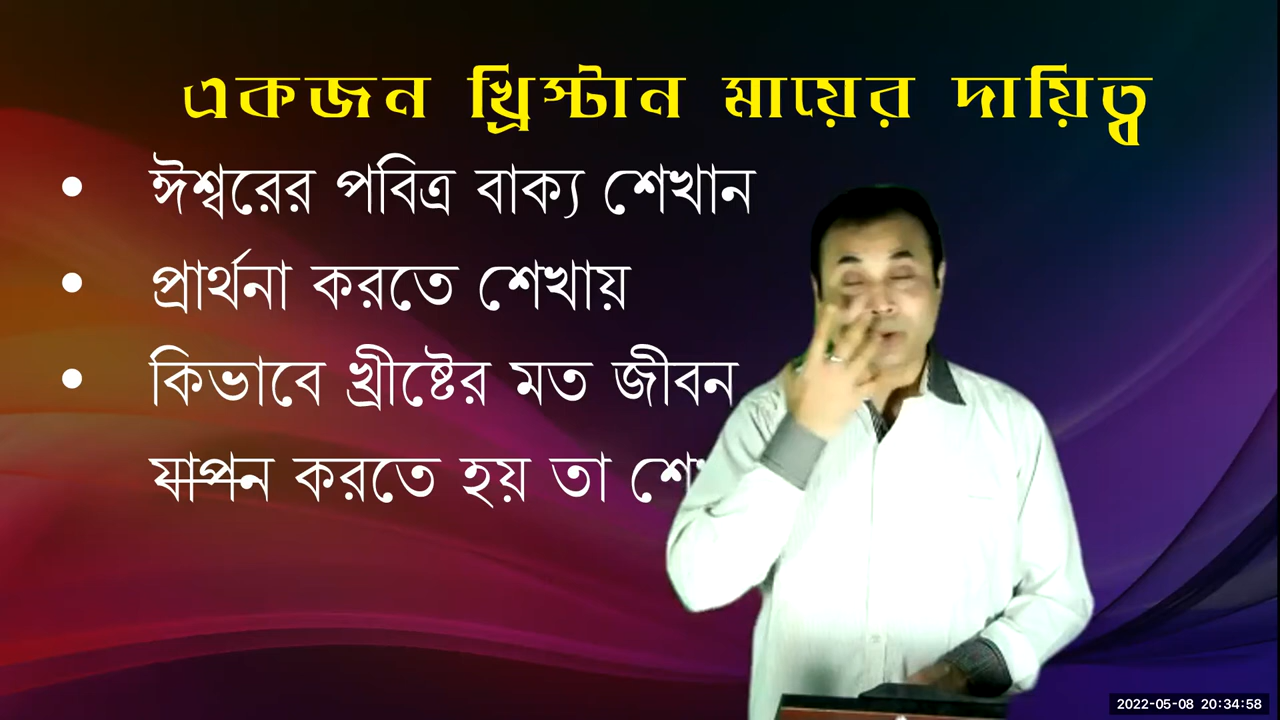 একজন খ্রিস্টান মায়ের দায়িত্ব
• ঈশ্বরের পবিত্র বাক্য শেখান
• প্রার্থনা করতে শেখায়
• কিভাবে খ্রীষ্টের মত জীবন
যাপন করতে হয় তা
2022-05-08 20:34:58